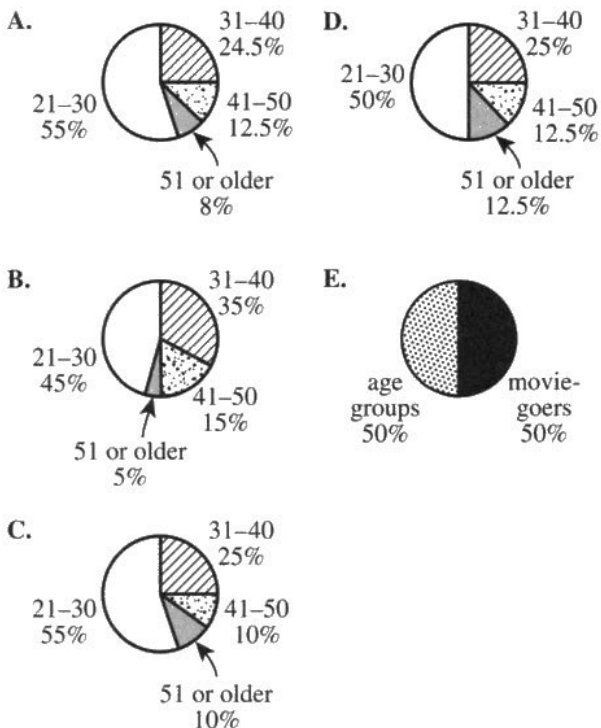 A.
31–40
24.5%
21–30
55%
41–50
12.5%
51 or older
8%
B.
31–40
35%
21–30
45%
41–50
15%
51 or older
5%
C.
31–40
25%
21–30
55%
41–50
10%
51 or older
10%
D.
31–40
25%
21–30
50%
41–50
12.5%
51 or older
12.5%
E.
age
groups
50%
movie-
goers
50%